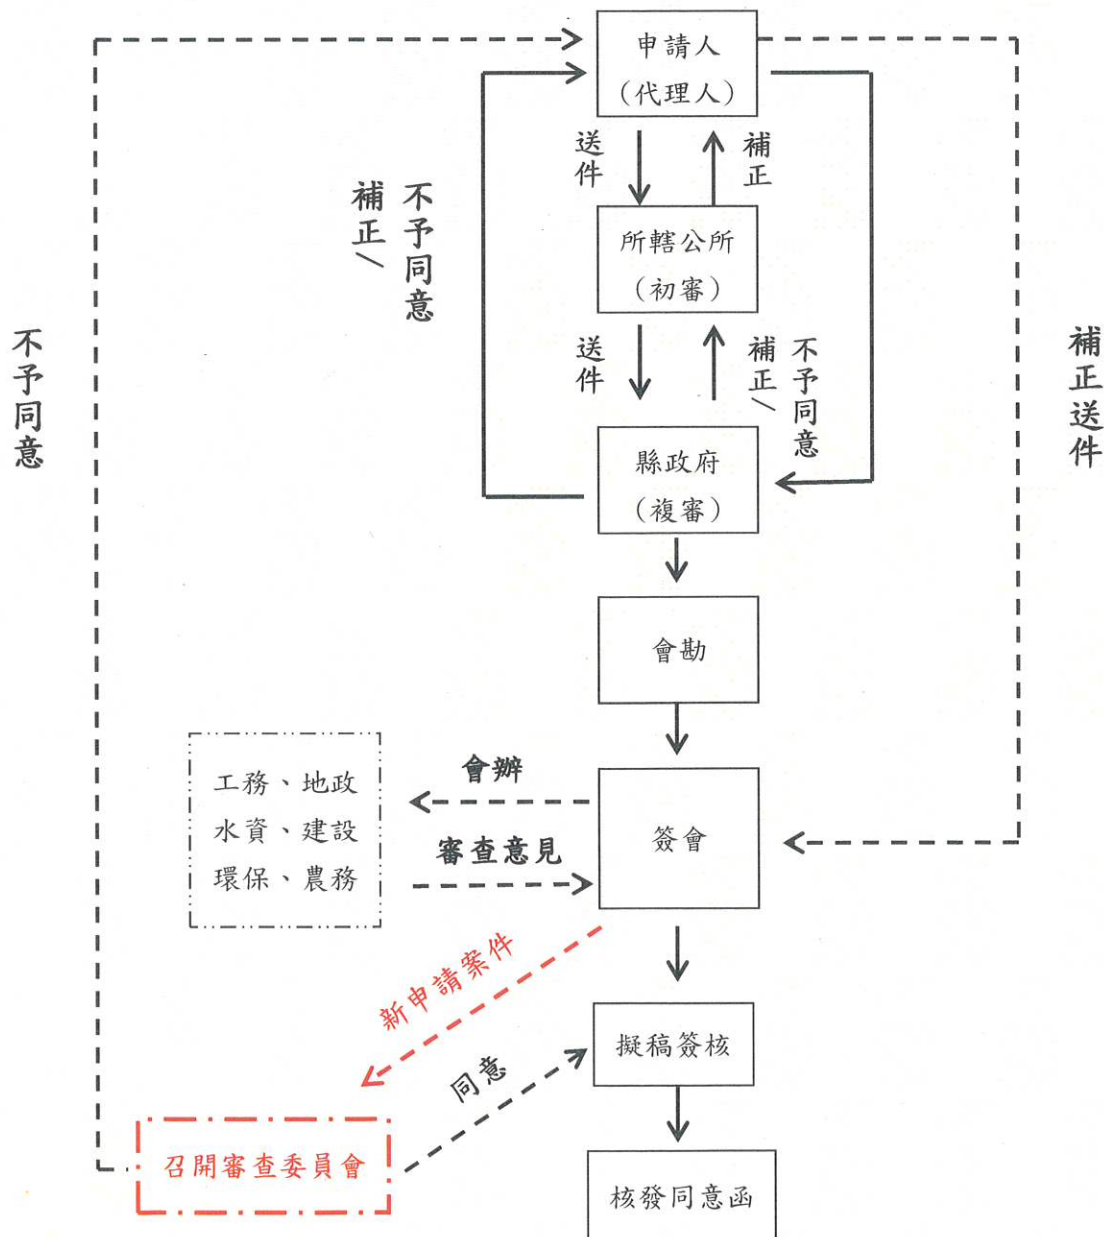 申請人
(代理人)
送件
補正
不予同意
補正/
所轄公所
(初審)
不予同意
送件
不予同意
補正/
補正送件
縣政府
(複審)
會勘
工務、地政
水資、建設
環保、農務
會辦
審查意見
簽會
新申請案件
擬稿簽核
同意
召開審查委員會
核發同意函